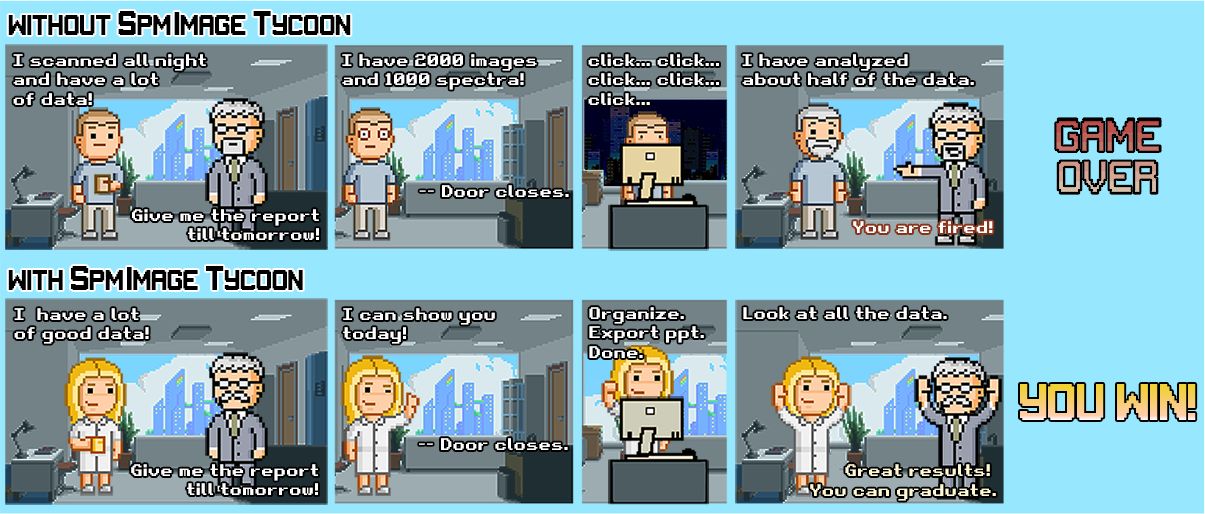 WITHOUT SPMIMAGE TYCOON
I scanned all night
and have a lot
of data!
Give me the report
till tomorrow!
I have 2000 images
and 1000 spectra!
-- Door closes.
click... click...
click... click...
click...
I have analyzed
about half of the data.
You are fired!
GAME
OVER
WITH SPMIMAGE TYCOON
I have a lot
of good data!
Give me the report
till tomorrow!
I can show you
today!
-- Door closes.
Organize.
Export ppt.
Done.
Look at all the data.
Great results!
You can graduate.
YOU WIN!